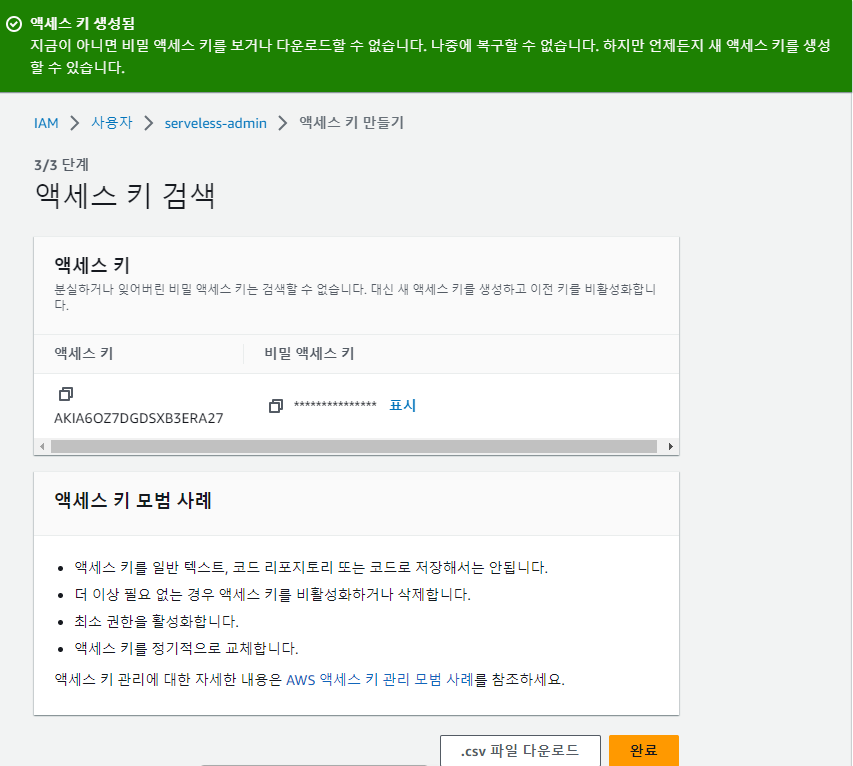 액세스 키 생성됨
지금이 아니면 비밀 액세스 키를 보거나 다운로드할 수 없습니다. 나중에 복구할 수 없습니다. 하지만 언제든지 새 액세스 키를 생성
할 수 있습니다.
IAM > 사용자 > serveless-admin > 액세스 키 만들기
3/3 단계
액세스 키 검색
액세스 키
분실하거나 잊어버린 비밀 액세스 키는 검색할 수 없습니다. 대신 새 액세스 키를 생성하고 이전 키를 비활성화합니
다.
액세스 키 비밀 액세스 키
AKIA6OZ7DGDSXB3ERA27 *************** 표시
액세스 키 모범 사례
• 액세스 키를 일반 텍스트, 코드 리포지토리 또는 코드로 저장해서는 안됩니다.
• 더 이상 필요 없는 경우 액세스 키를 비활성화하거나 삭제합니다.
• 최소 권한을 활성화합니다.
• 액세스 키를 정기적으로 교체합니다.
액세스 키 관리에 대한 자세한 내용은 AWS 액세스 키 관리 모범 사례를 참조하세요.
.csv 파일 다운로드 완료